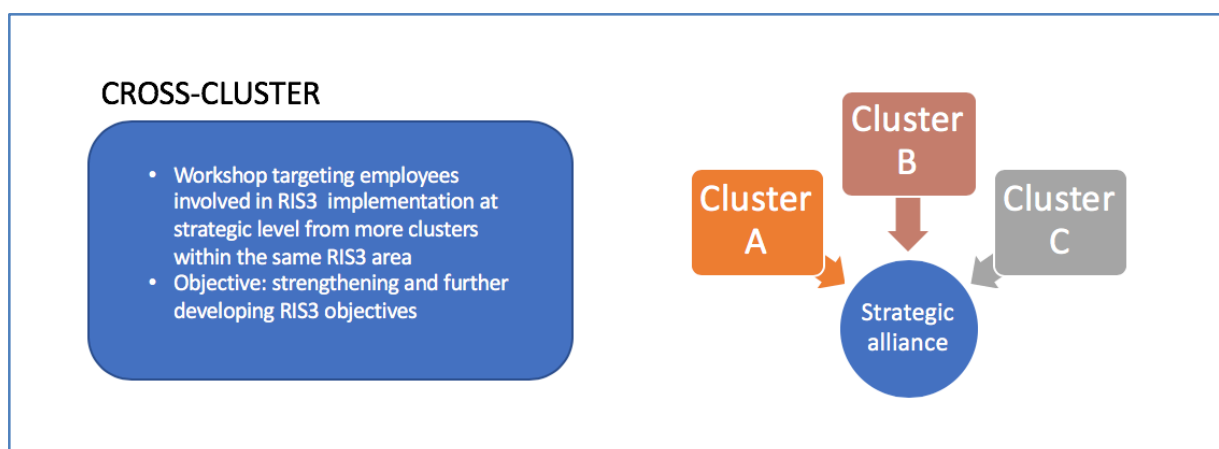 CROSS-CLUSTER
• Workshop targeting employees
involved in RIS3 implementation at
strategic level from more clusters
within the same RIS3 area
• Objective: strengthening and further
developing RIS3 objectives
Cluster
A
Cluster
B
Cluster
C
Strategic
alliance